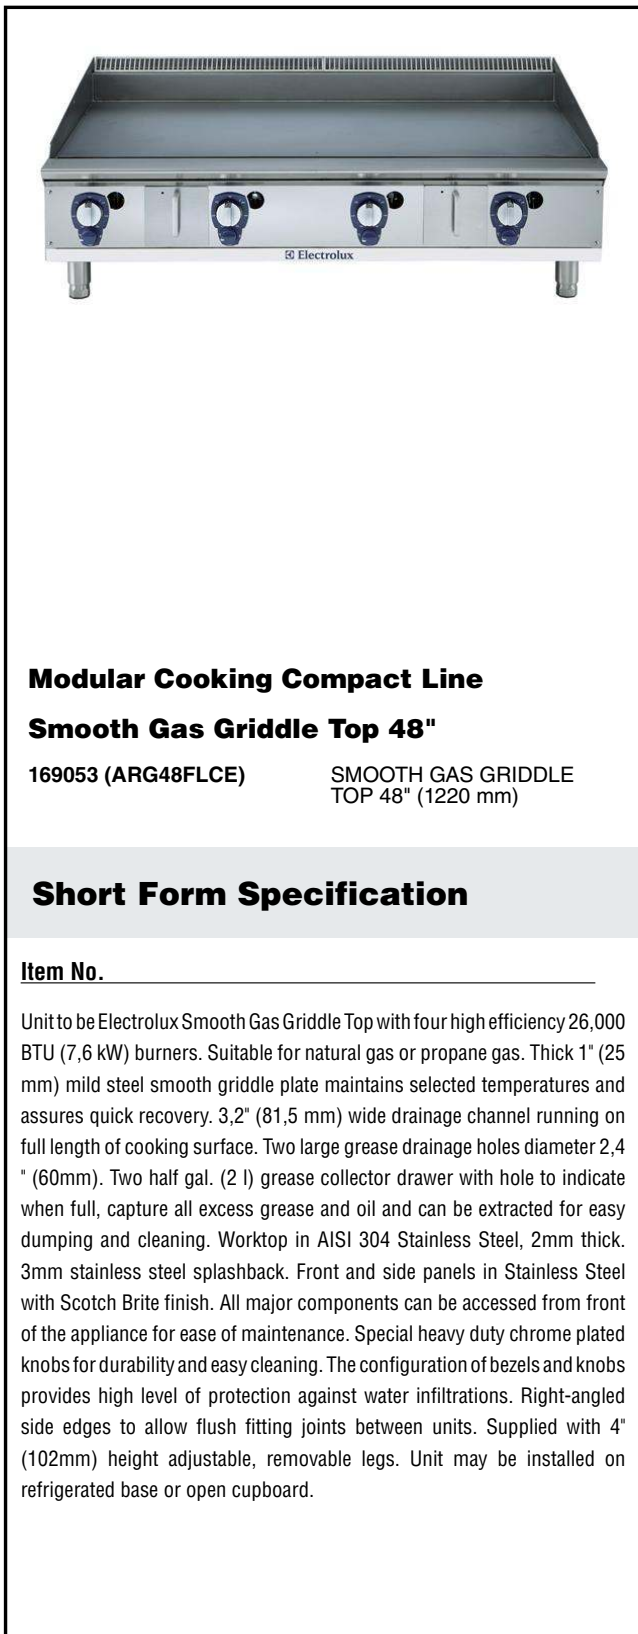 Electrolux
Modular Cooking Compact Line
Smooth Gas Griddle Top 48"
169053 (ARG48FLCE)
SMOOTH GAS GRIDDLE
TOP 48" (1220 mm)
Short Form Specification
Item No.
Unit to be Electrolux Smooth Gas Griddle Top with four high efficiency 26,000
BTU (7,6 kW) burners. Suitable for natural gas or propane gas. Thick 1" (25
mm) mild steel smooth griddle plate maintains selected temperatures and
assures quick recovery. 3,2" (81,5 mm) wide drainage channel running on
full length of cooking surface. Two large grease drainage holes diameter 2,4
" (60mm). Two half gal. (2 l) grease collector drawer with hole to indicate
when full, capture all excess grease and oil and can be extracted for easy
dumping and cleaning. Worktop in AISI 304 Stainless Steel, 2mm thick.
3mm stainless steel splashback. Front and side panels in Stainless Steel
with Scotch Brite finish. All major components can be accessed from front
of the appliance for ease of maintenance. Special heavy duty chrome plated
knobs for durability and easy cleaning. The configuration of bezels and knobs
provides high level of protection against water infiltrations. Right-angled
side edges to allow flush fitting joints between units. Supplied with 4"
(102mm) height adjustable, removable legs. Unit may be installed on
refrigerated base or open cupboard.